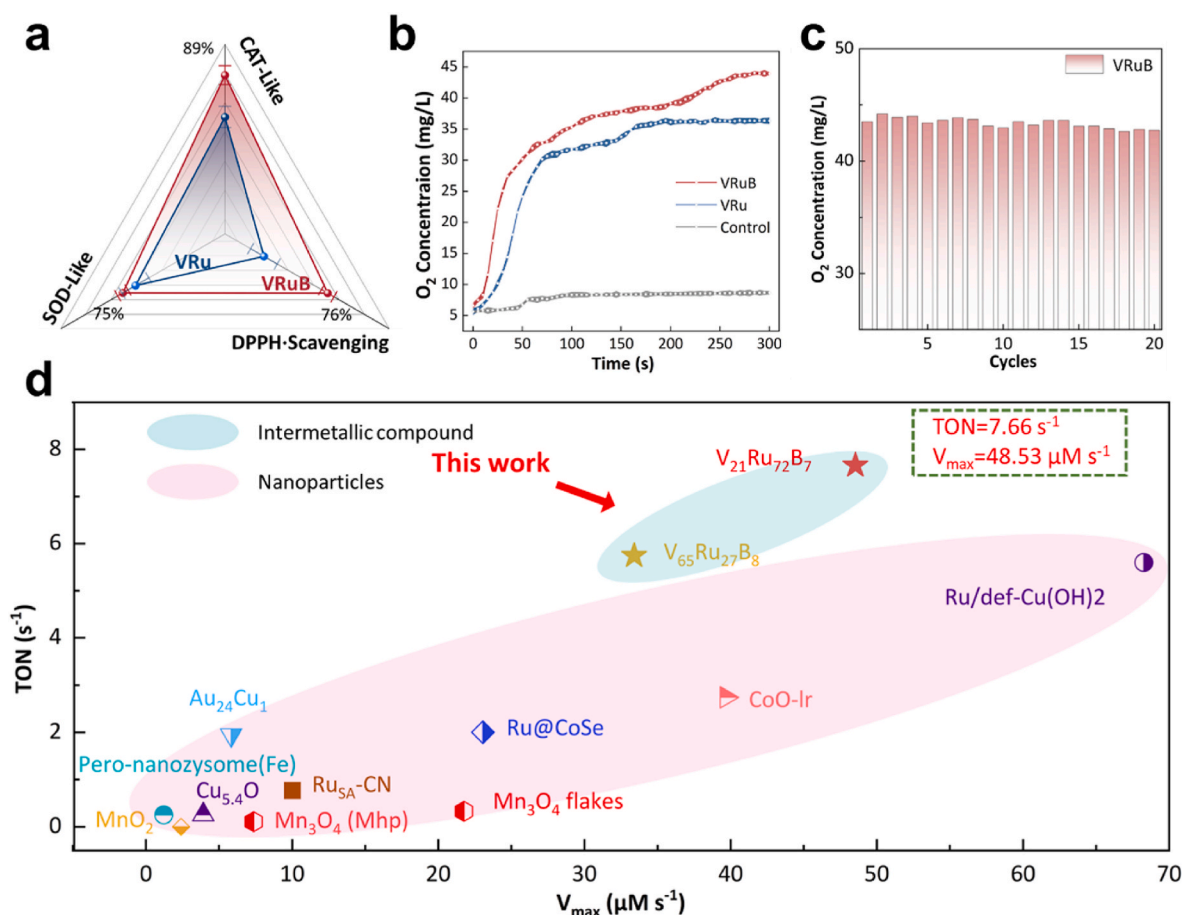 a
89%
CAT-Like
SOD-Like
VRu
VRuB
75%
76%
DPPH·Scavenging
b
O₂ Concentraion (mg/L)
45
40
35
30
25
20
15
10
5
VRuB
VRu
Control
0
50
100
150
200
250
300
Time (s)
c
O₂ Concentration (mg/L)
50
40
30
VRuB
5
10
15
20
Cycles
d
TON (s⁻¹)
8
6
4
2
0
Intermetallic compound
Nanoparticles
This work
V₂₁Ru₇₂B₇
TON=7.66 s⁻¹
Vₘₐₓ=48.53 μM s⁻¹
V₆₅Ru₂₇B₈
Ru/def-Cu(OH)2
Au₂₄Cu₁
CoO-Ir
Ru@CoSe
Pero-nanozysome(Fe)
Cu₅.₄O
Ru_SA-CN
Mn₃O₄ flakes
MnO₂
Mn₃O₄ (Mhp)
0
10
20
30
40
50
60
70
Vₘₐₓ (μM s⁻¹)